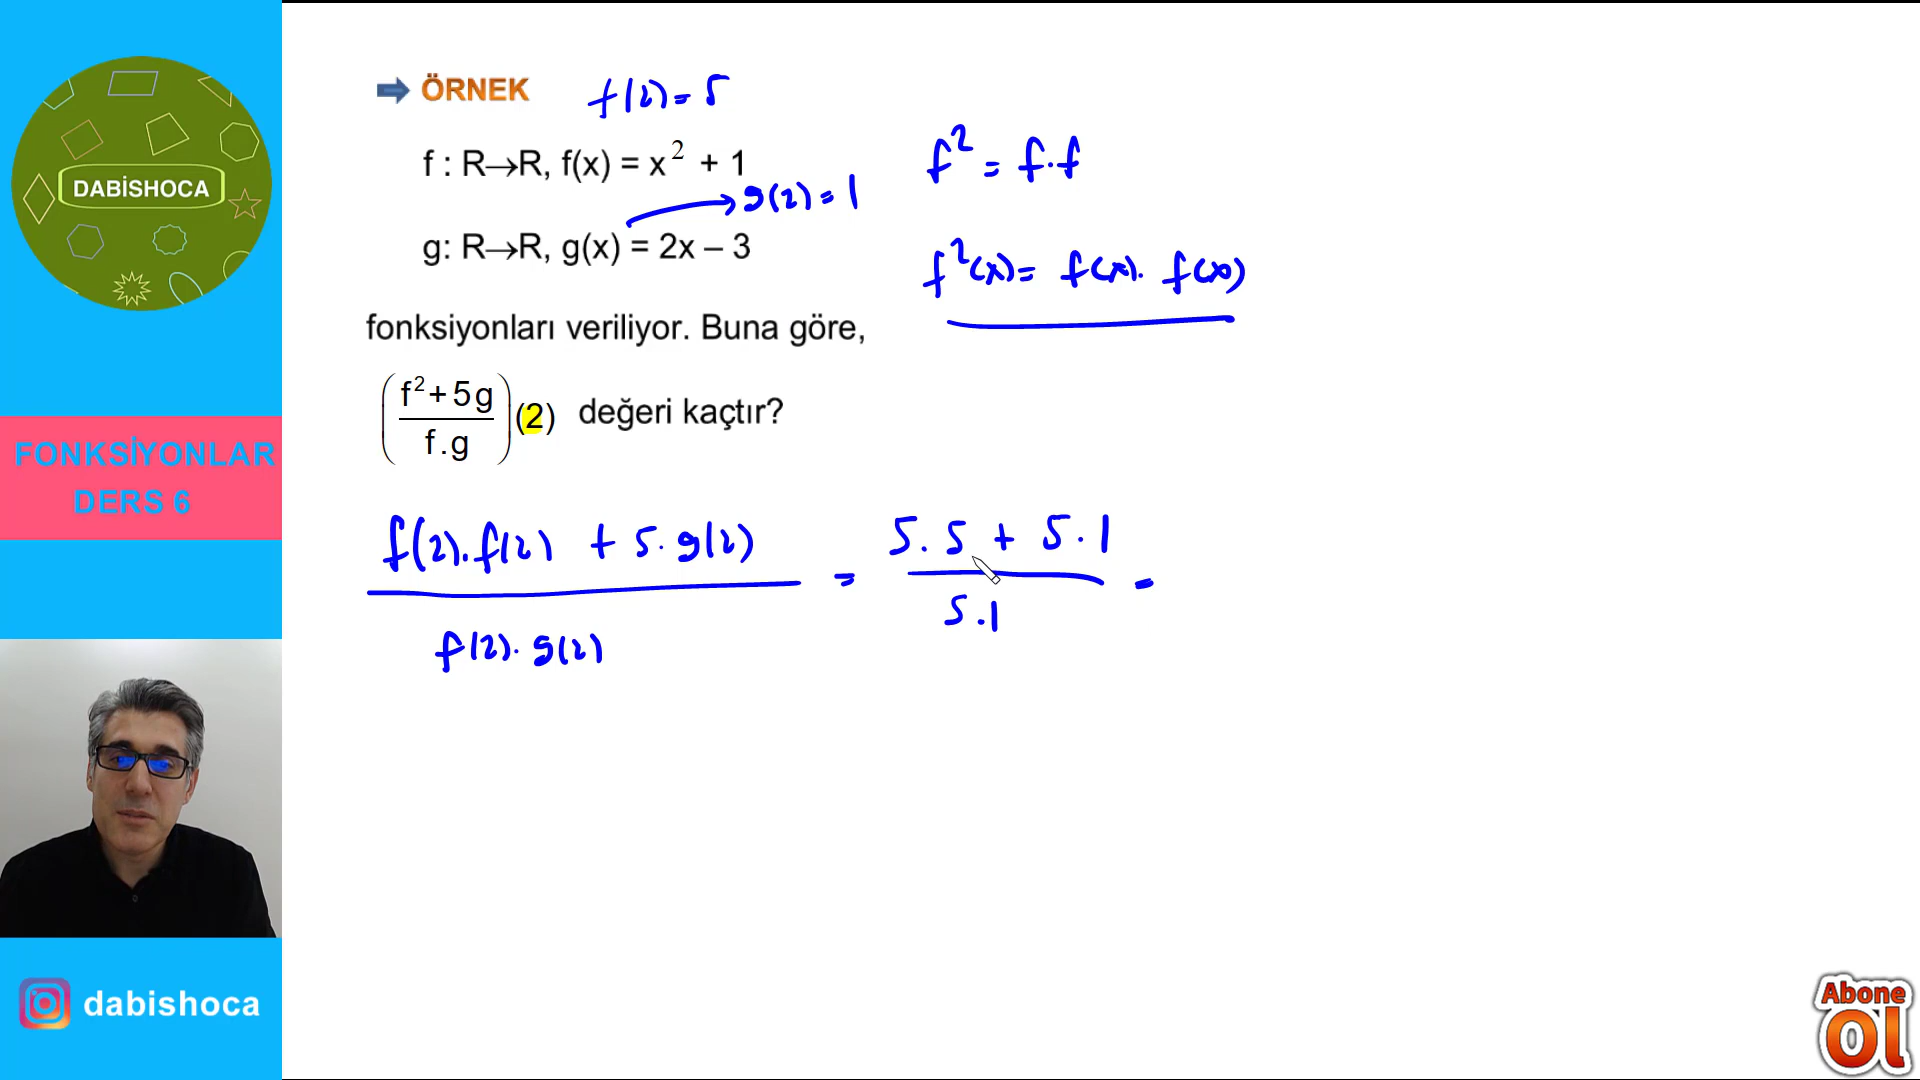 DABİSHOCA
FONKSİYONLAR
DERS 6
dabishoca
ÖRNEK
f(2) = 5
f : R→R, f(x) = x² + 1
g(2) = 1
g: R→R, g(x) = 2x – 3
fonksiyonları veriliyor. Buna göre,
((f² + 5g) / (f.g))(2) değeri kaçtır?
f² = f.f
f²(x) = f(x). f(x)
(f(2).f(2) + 5.g(2)) / (f(2).g(2)) = (5.5 + 5.1) / (5.1) =
Abone
Ol